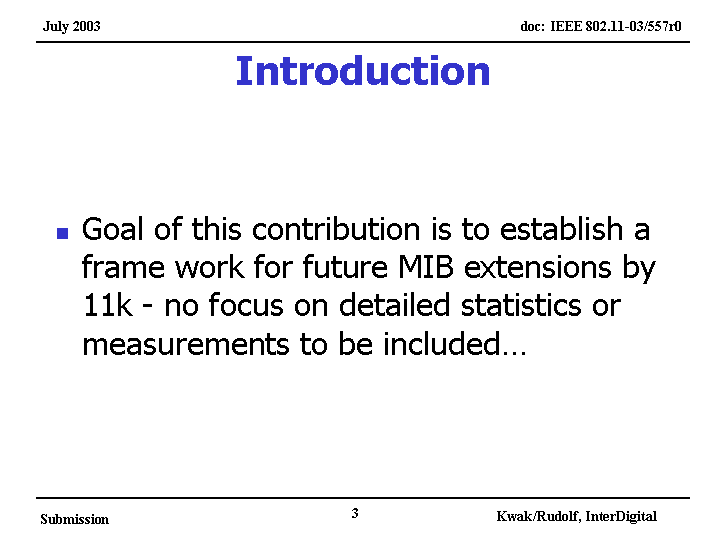 July 2003
doc: IEEE 802.11-03/557r0
Introduction
Goal of this contribution is to establish a
frame work for future MIB extensions by
11k - no focus on detailed statistics or
measurements to be included…
Submission
3
Kwak/Rudolf, InterDigital